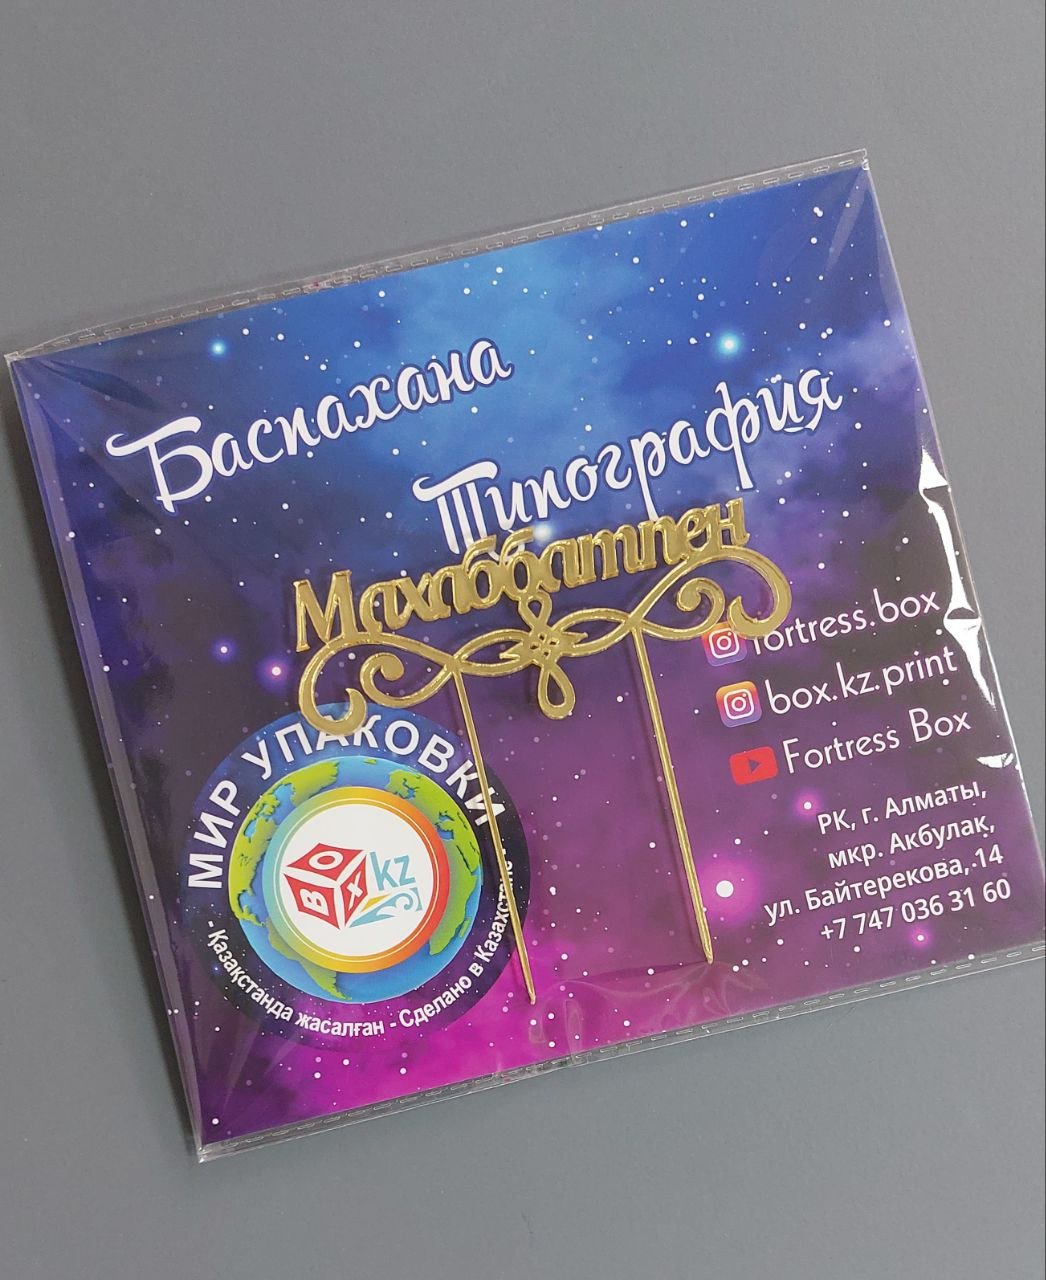 Баспахана
Типография
Махаббатпен
fortress.box
box.kz.print
Fortress Box
МИР УПАКОВКИ
BOX kz
- Қазақстанда жасалған - Сделано в Казахстане -
РК, г. Алматы,
мкр. Акбулак,
ул. Байтерекова, 14
+7 747 036 31 60